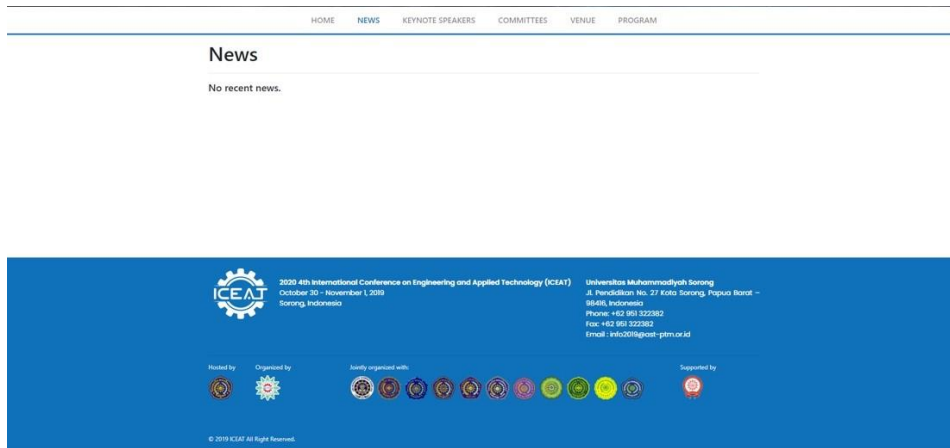 HOME NEWS KEYNOTE SPEAKERS COMMITTEES VENUE PROGRAM
News
No recent news.
ICEAT
2020 4th International Conference on Engineering and Applied Technology (ICEAT)
October 30 - November 1, 2019
Sorong, Indonesia
Universitas Muhammadiyah Sorong
Jl. Pendidikan No. 27 Kota Sorong, Papua Barat –
98416, Indonesia
Phone: +62 951 322382
Fax: +62 951 322382
Email : info2019@ast-ptm.or.id
Hosted by Organized by Jointly organized with: Supported by
© 2019 ICEAT All Right Reserved.